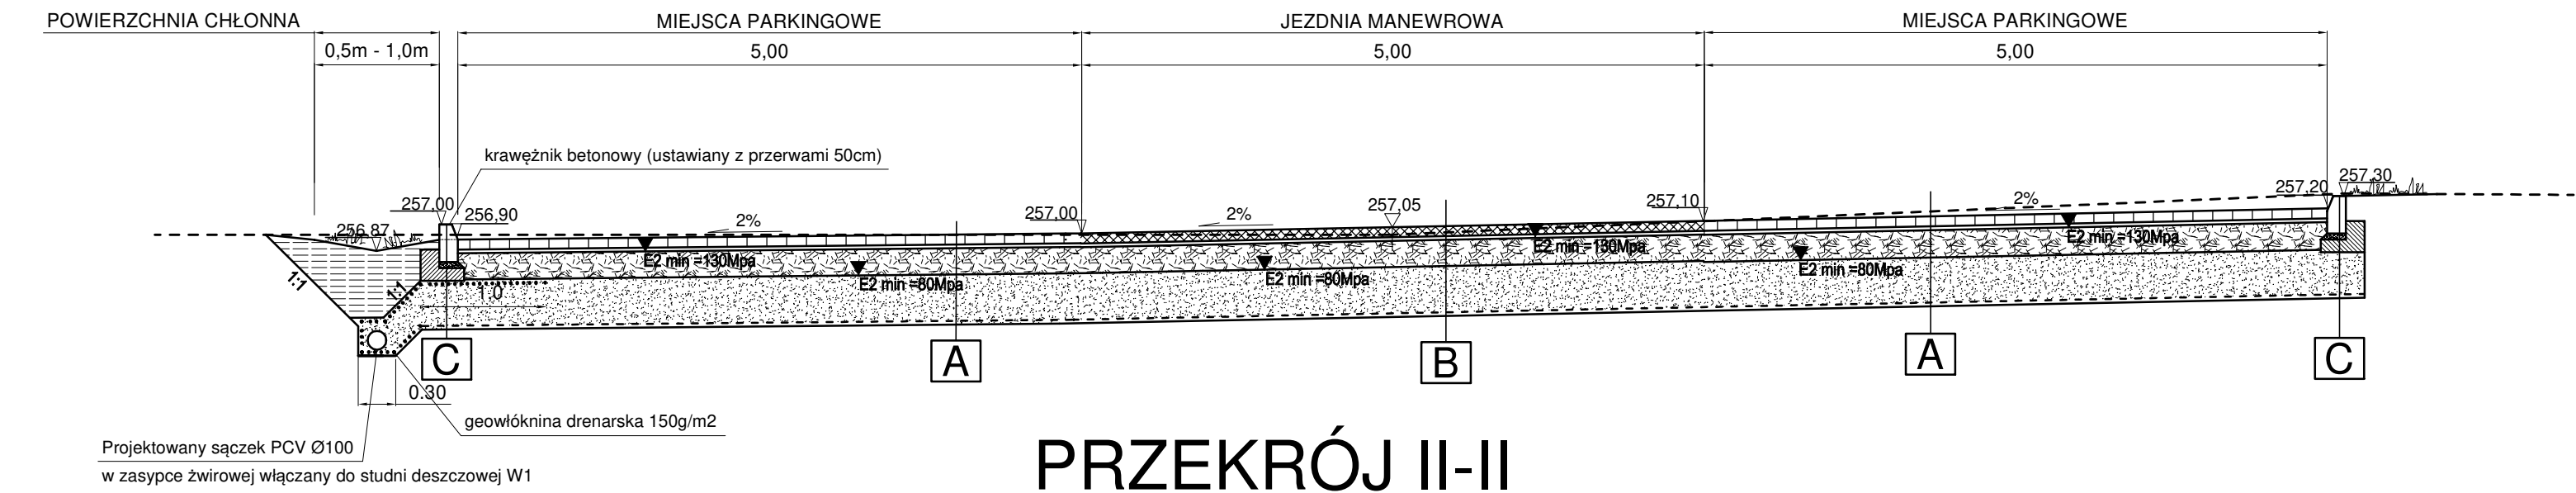 POWIERZCHNIA CHŁONNA
MIEJSCA PARKINGOWE
JEZDNIA MANEWROWA
MIEJSCA PARKINGOWE
0,5m - 1,0m
5,00
5,00
5,00
krawężnik betonowy (ustawiany z przerwami 50cm)
257,00
256,90
256,87
2%
257,00
2%
257,05
257,10
2%
257,20
257,30
E2 min =130Mpa
E2 min =80Mpa
E2 min =80Mpa
E2 min =130Mpa
E2 min =80Mpa
E2 min =130Mpa
1:1
1:1
1.0
C
A
B
A
C
0.30
geowłóknina drenarska 150g/m2
Projektowany sączek PCV Ø100
w zasypce żwirowej włączany do studni deszczowej W1
PRZEKRÓJ II-II